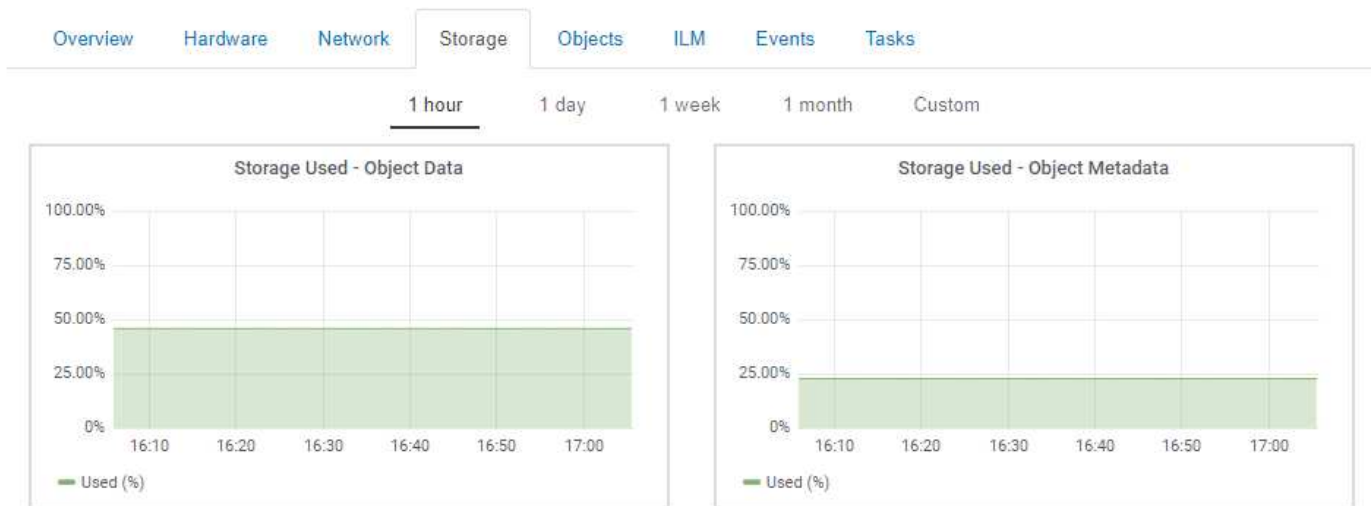 Overview Hardware Network Storage Objects ILM Events Tasks
1 hour 1 day 1 week 1 month Custom
Storage Used - Object Data
100.00%
75.00%
50.00%
25.00%
0%
16:10 16:20 16:30 16:40 16:50 17:00
Used (%)
Storage Used - Object Metadata
100.00%
75.00%
50.00%
25.00%
0%
16:10 16:20 16:30 16:40 16:50 17:00
Used (%)